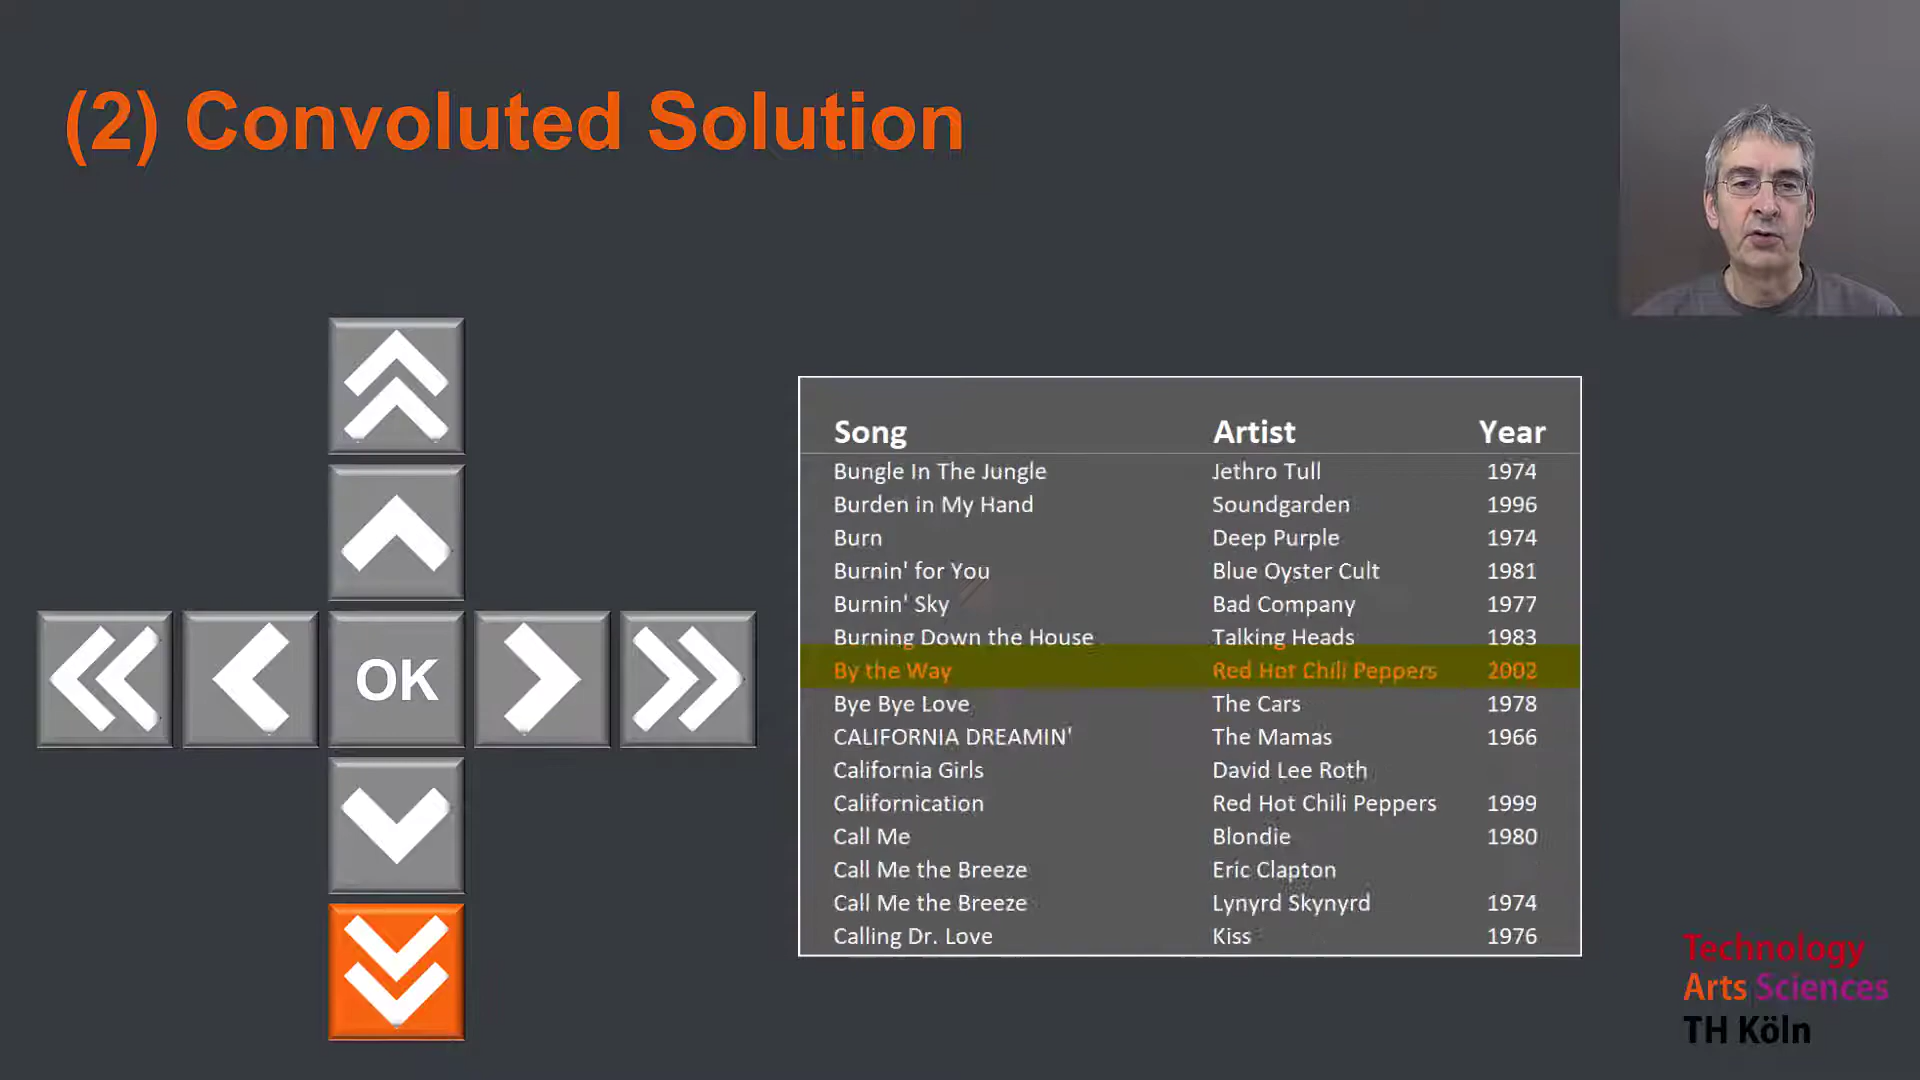 (2) Convoluted Solution
OK
Song Artist Year
Bungle In The Jungle Jethro Tull 1974
Burden in My Hand Soundgarden 1996
Burn Deep Purple 1974
Burnin' for You Blue Oyster Cult 1981
Burnin' Sky Bad Company 1977
Burning Down the House Talking Heads 1983
By the Way Red Hot Chili Peppers 2002
Bye Bye Love The Cars 1978
CALIFORNIA DREAMIN' The Mamas 1966
California Girls David Lee Roth
Californication Red Hot Chili Peppers 1999
Call Me Blondie 1980
Call Me the Breeze Eric Clapton
Call Me the Breeze Lynyrd Skynyrd 1974
Calling Dr. Love Kiss 1976
Technology
Arts Sciences
TH Köln